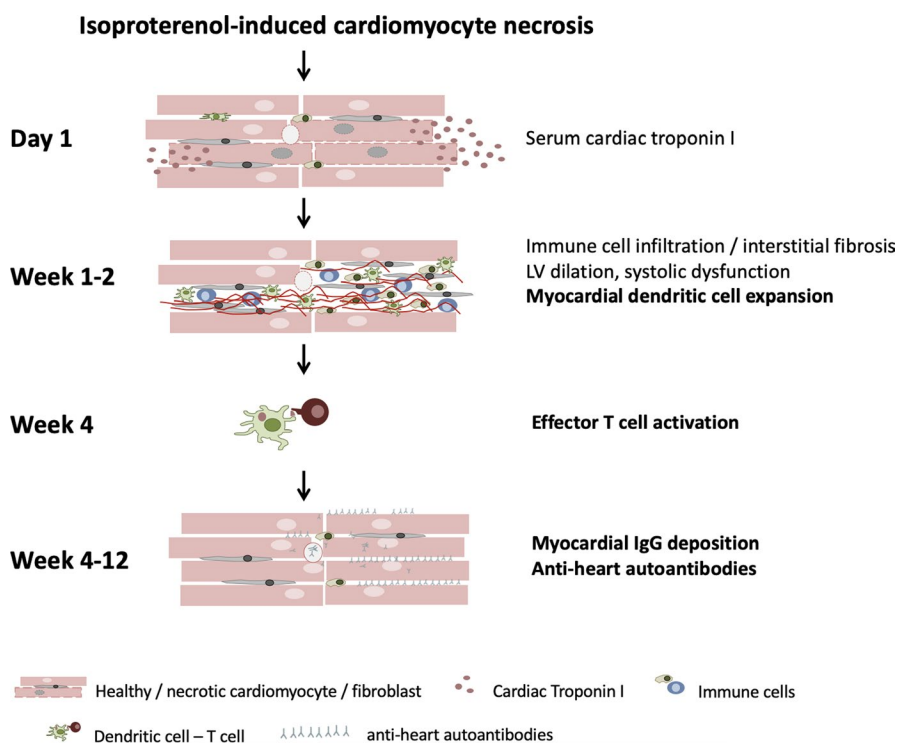 Isoproterenol-induced cardiomyocyte necrosis
Day 1
Serum cardiac troponin I
Week 1-2
Immune cell infiltration / interstitial fibrosis
LV dilation, systolic dysfunction
Myocardial dendritic cell expansion
Week 4
Effector T cell activation
Week 4-12
Myocardial IgG deposition
Anti-heart autoantibodies
Healthy / necrotic cardiomyocyte / fibroblast
Cardiac Troponin I
Immune cells
Dendritic cell – T cell
anti-heart autoantibodies